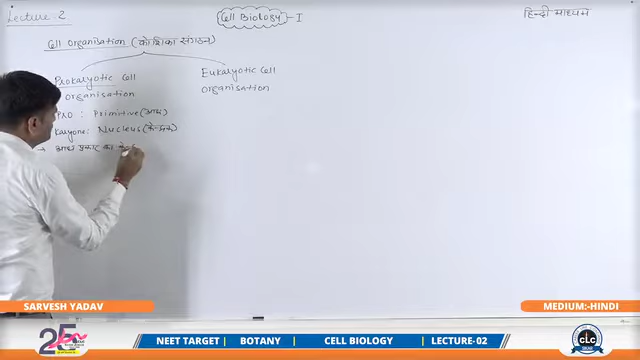 Lecture 2
Cell Biology - I
हिन्दी माध्यम
Cell Organisation (कोशिका संगठन)
Prokaryotic Cell organisation
Eukaryotic Cell organisation
Pro : Primitive (आद्य)
Karyone: Nucleus (केन्द्रक)
→ आद्य प्रकार का
SARVESH YADAV
MEDIUM:-HINDI
25
NEET TARGET
BOTANY
CELL BIOLOGY
LECTURE-02
CLC